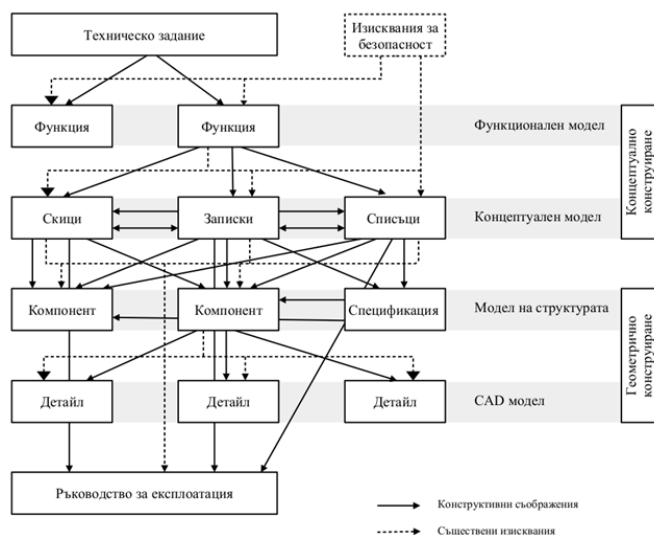 Техническо задание
Изисквания за
безопасност
Функция
Функция
Функционален модел
Концептуално
конструиране
Скици
Записки
Списъци
Концептуален модел
Компонент
Компонент
Спецификация
Модел на структурата
Геометрично
конструиране
Детайл
Детайл
Детайл
CAD модел
Ръководство за експлоатация
Конструктивни съображения
Съществени изисквания